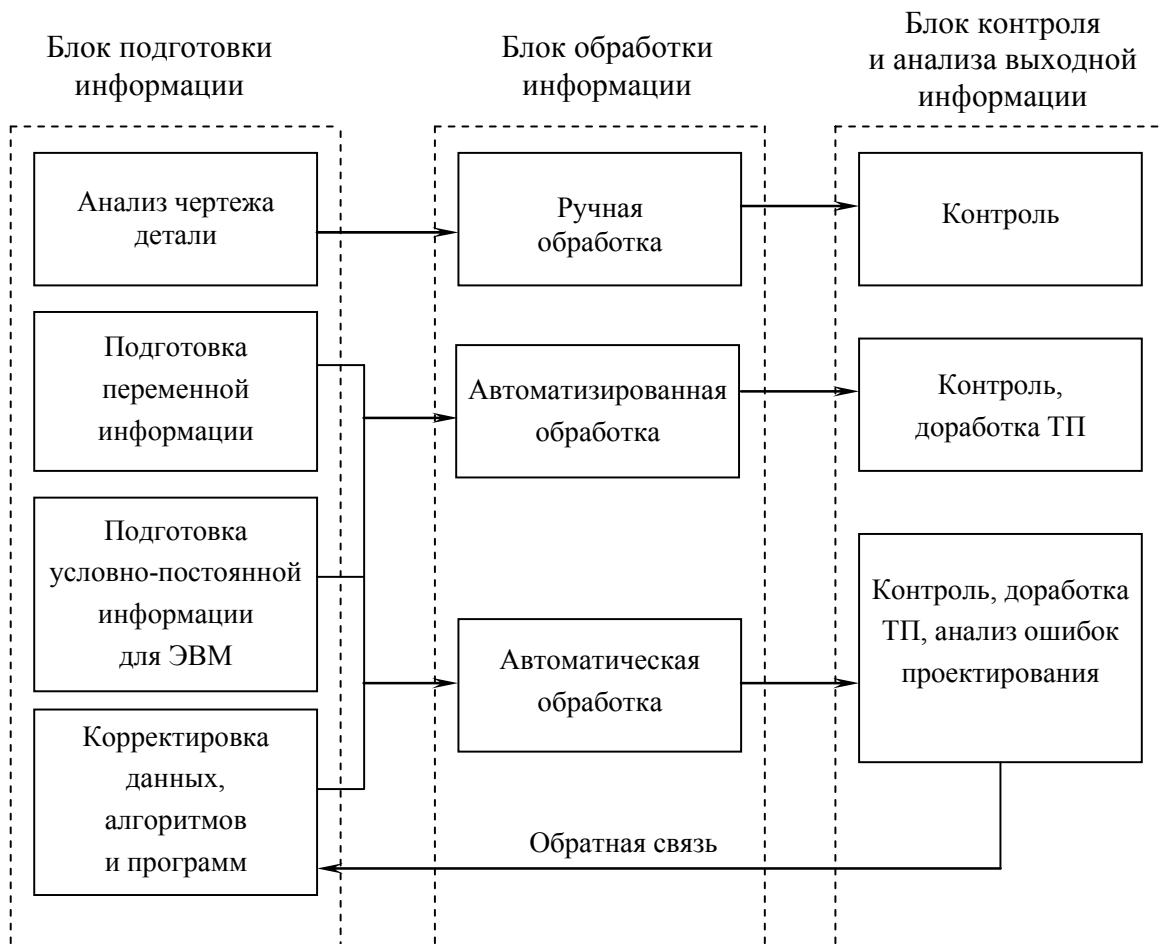 Блок подготовки
информации
Блок обработки
информации
Блок контроля
и анализа выходной
информации
Анализ чертежа
детали
Ручная
обработка
Контроль
Подготовка
переменной
информации
Автоматизированная
обработка
Контроль,
доработка ТП
Подготовка
условно-постоянной
информации
для ЭВМ
Автоматическая
обработка
Контроль, доработка
ТП, анализ ошибок
проектирования
Корректировка
данных,
алгоритмов
и программ
Обратная связь